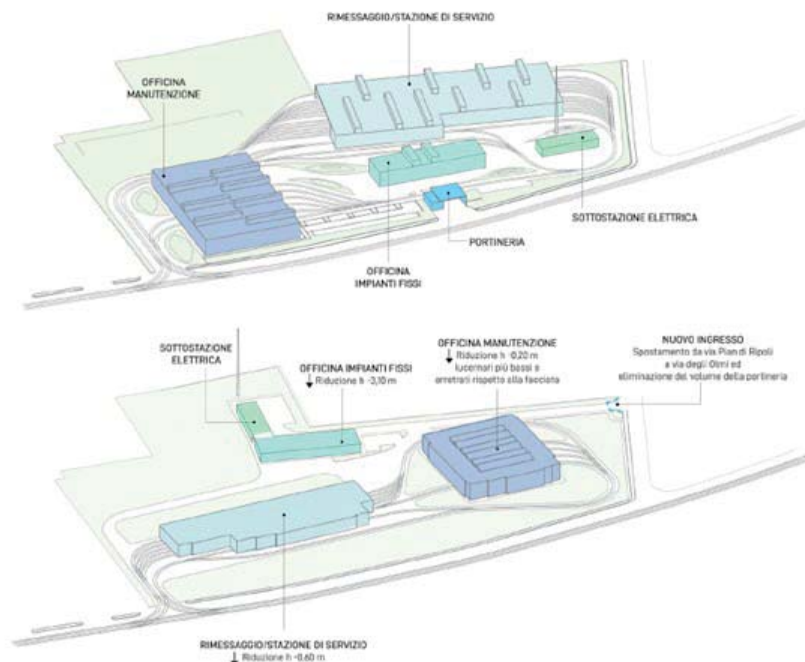 RIMESSAGGIO/STAZIONE DI SERVIZIO
OFFICINA
MANUTENZIONE
SOTTOSTAZIONE ELETTRICA
PORTINERIA
OFFICINA
IMPIANTI FISSI
SOTTOSTAZIONE
ELETTRICA
OFFICINA IMPIANTI FISSI
Riduzione h -3,10 m
OFFICINA MANUTENZIONE
Riduzione h -0,20 m
lucernari più bassi e
arretrati rispetto alla facciata
NUOVO INGRESSO
Spostamento da via Pian di Ripoli
a via degli Olmi ed
eliminazione del volume della portineria
RIMESSAGGIO/STAZIONE DI SERVIZIO
Riduzione h -0,60 m